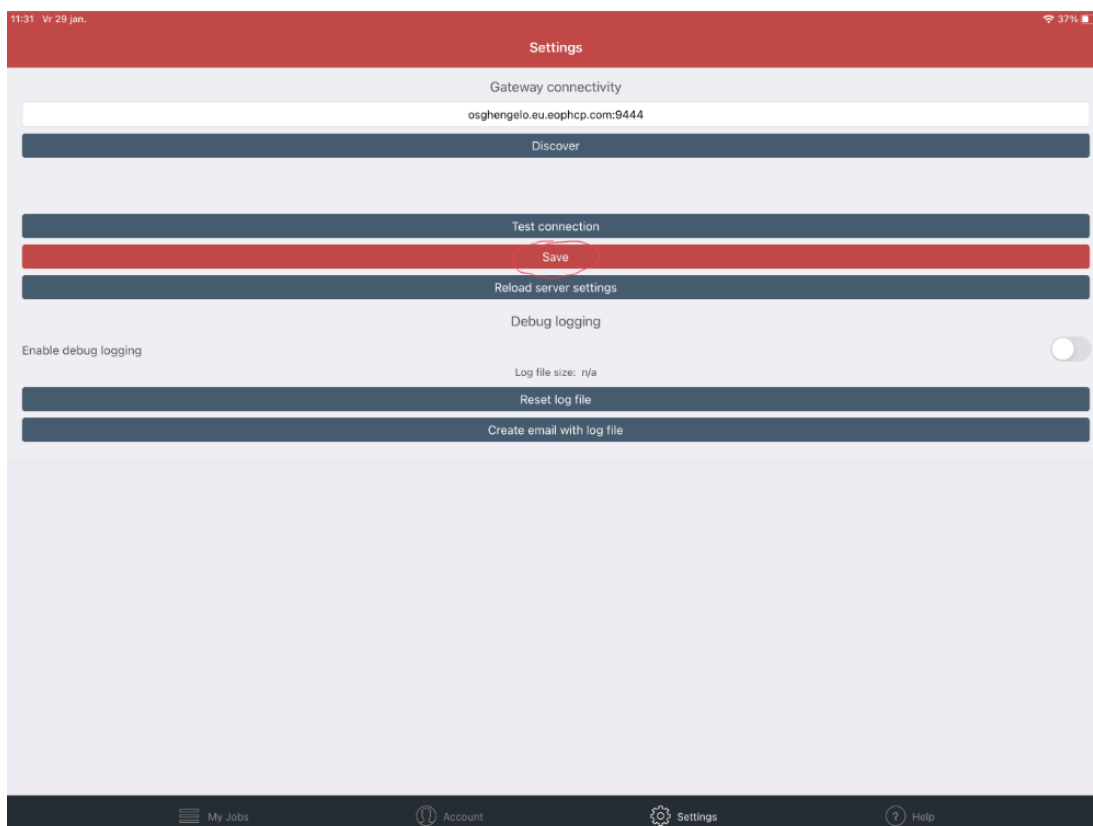 11:31 Vr 29 jan. 37%
Settings
Gateway connectivity
osghengelo.eu.eophcp.com:9444
Discover
Test connection
Save
Reload server settings
Debug logging
Enable debug logging
Log file size: n/a
Reset log file
Create email with log file
My Jobs Account Settings ? Help